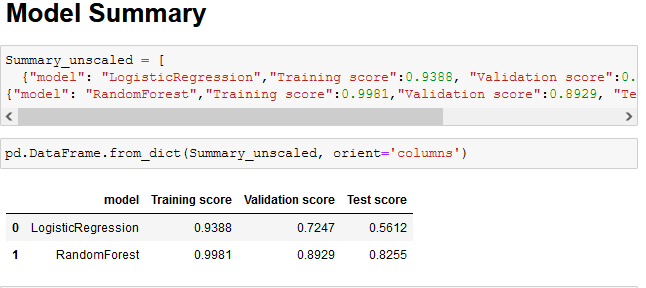 Model Summary
Summary_unscaled = [
{"model": "LogisticRegression","Training score":0.9388, "Validation score":0.
{"model": "RandomForest","Training score":0.9981,"Validation score":0.8929, "Te
pd.DataFrame.from_dict(Summary_unscaled, orient='columns')
model Training score Validation score Test score
0 LogisticRegression 0.9388 0.7247 0.5612
1 RandomForest 0.9981 0.8929 0.8255